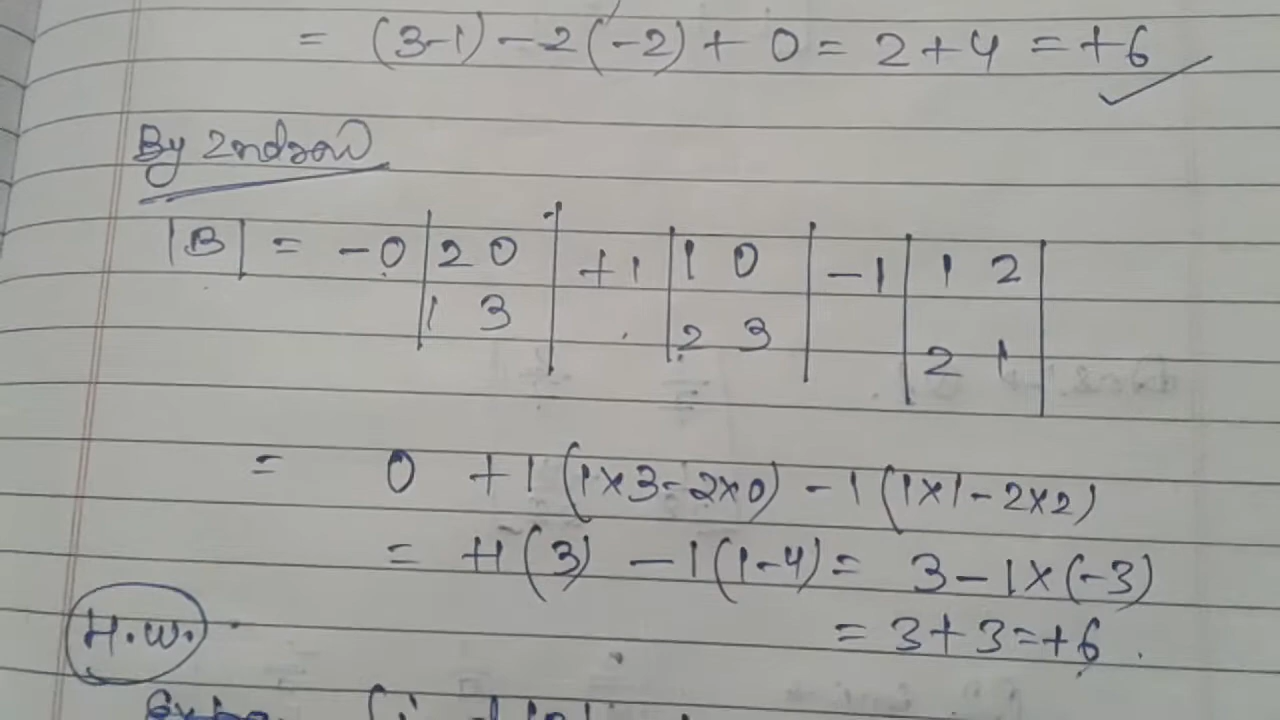 = (3-1) - 2(-2) + 0 = 2 + 4 = +6 ✓
By 2nd row
|B| = -0 |2 0| +1 |1 0| -1 |1 2|
|1 3| |2 3| |2 1|
= 0 +1 (1×3-2×0) - 1 (1×1-2×2)
= +1 (3) - 1(1-4) = 3 - 1×(-3)
= 3+3 = +6.
H.W.